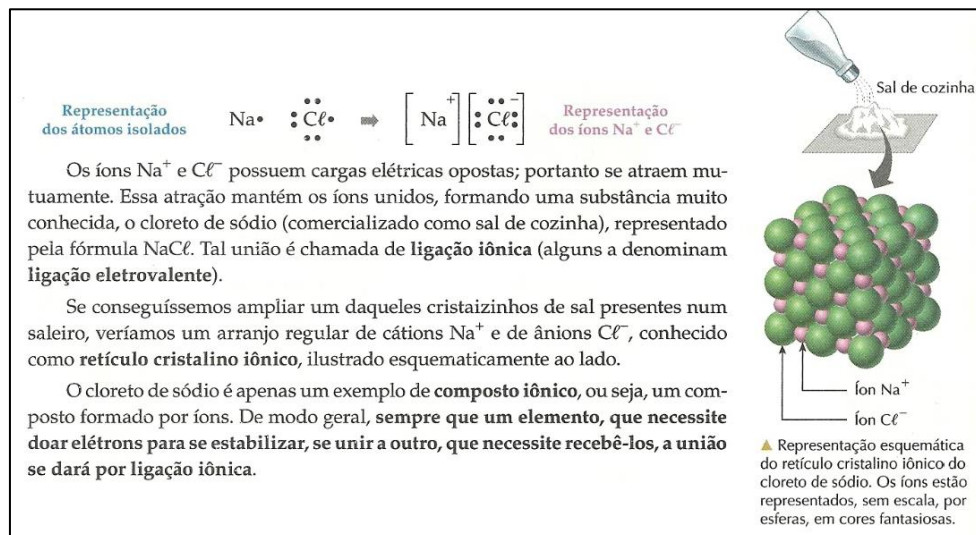 Representação
dos átomos isolados
Na• :Cℓ• ⇒ [Na⁺] [:Cℓ:⁻]
Representação
dos íons Na⁺ e Cℓ⁻
Os íons Na⁺ e Cℓ⁻ possuem cargas elétricas opostas; portanto se atraem mu-
tuamente. Essa atração mantém os íons unidos, formando uma substância muito
conhecida, o cloreto de sódio (comercializado como sal de cozinha), representado
pela fórmula NaCℓ. Tal união é chamada de ligação iônica (alguns a denominam
ligação eletrovalente).
Se conseguíssemos ampliar um daqueles cristaizinhos de sal presentes num
saleiro, veríamos um arranjo regular de cátions Na⁺ e de ânions Cℓ⁻, conhecido
como retículo cristalino iônico, ilustrado esquematicamente ao lado.
O cloreto de sódio é apenas um exemplo de composto iônico, ou seja, um com-
posto formado por íons. De modo geral, sempre que um elemento, que necessite
doar elétrons para se estabilizar, se unir a outro, que necessite recebê-los, a união
se dará por ligação iônica.
Sal de cozinha
Íon Na⁺
Íon Cℓ⁻
▲ Representação esquemática
do retículo cristalino iônico do
cloreto de sódio. Os íons estão
representados, sem escala, por
esferas, em cores fantasiosas.